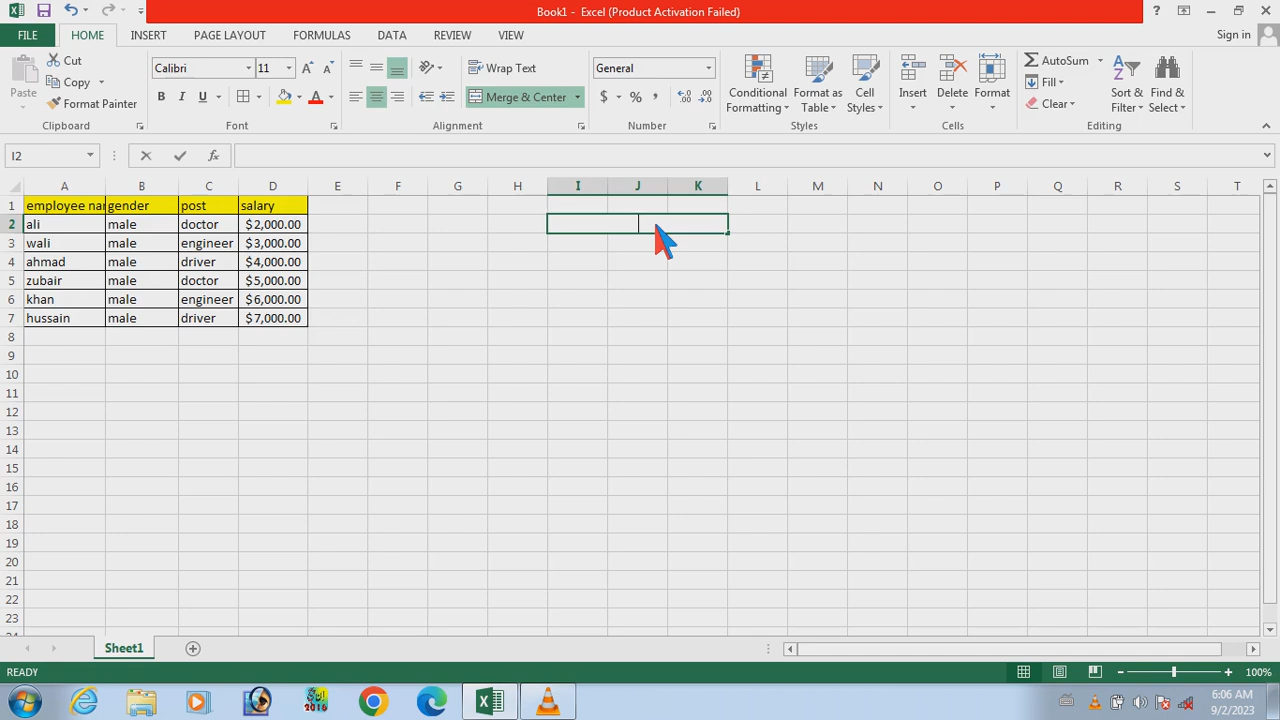 Book1 - Excel (Product Activation Failed)
?
FILE HOME INSERT PAGE LAYOUT FORMULAS DATA REVIEW VIEW Sign in
Paste
Cut
Copy
Format Painter
Clipboard
Calibri 11
B I U A
Font
Wrap Text
Merge & Center
Alignment
General
$ % ,
Number
Conditional Formatting
Format as Table
Cell Styles
Styles
Insert
Delete
Format
Cells
AutoSum
Fill
Clear
Sort & Filter
Find & Select
Editing
I2 fx
A B C D E F G H I J K L M N O P Q R S T
1 employee nam gender post salary
2 ali male doctor $ 2,000.00
3 wali male engineer $ 3,000.00
4 ahmad male driver $ 4,000.00
5 zubair male doctor $ 5,000.00
6 khan male engineer $ 6,000.00
7 hussain male driver $ 7,000.00
8
9
10
11
12
13
14
15
16
17
18
19
20
21
22
23
Sheet1
READY 100%
6:06 AM
9/2/2023